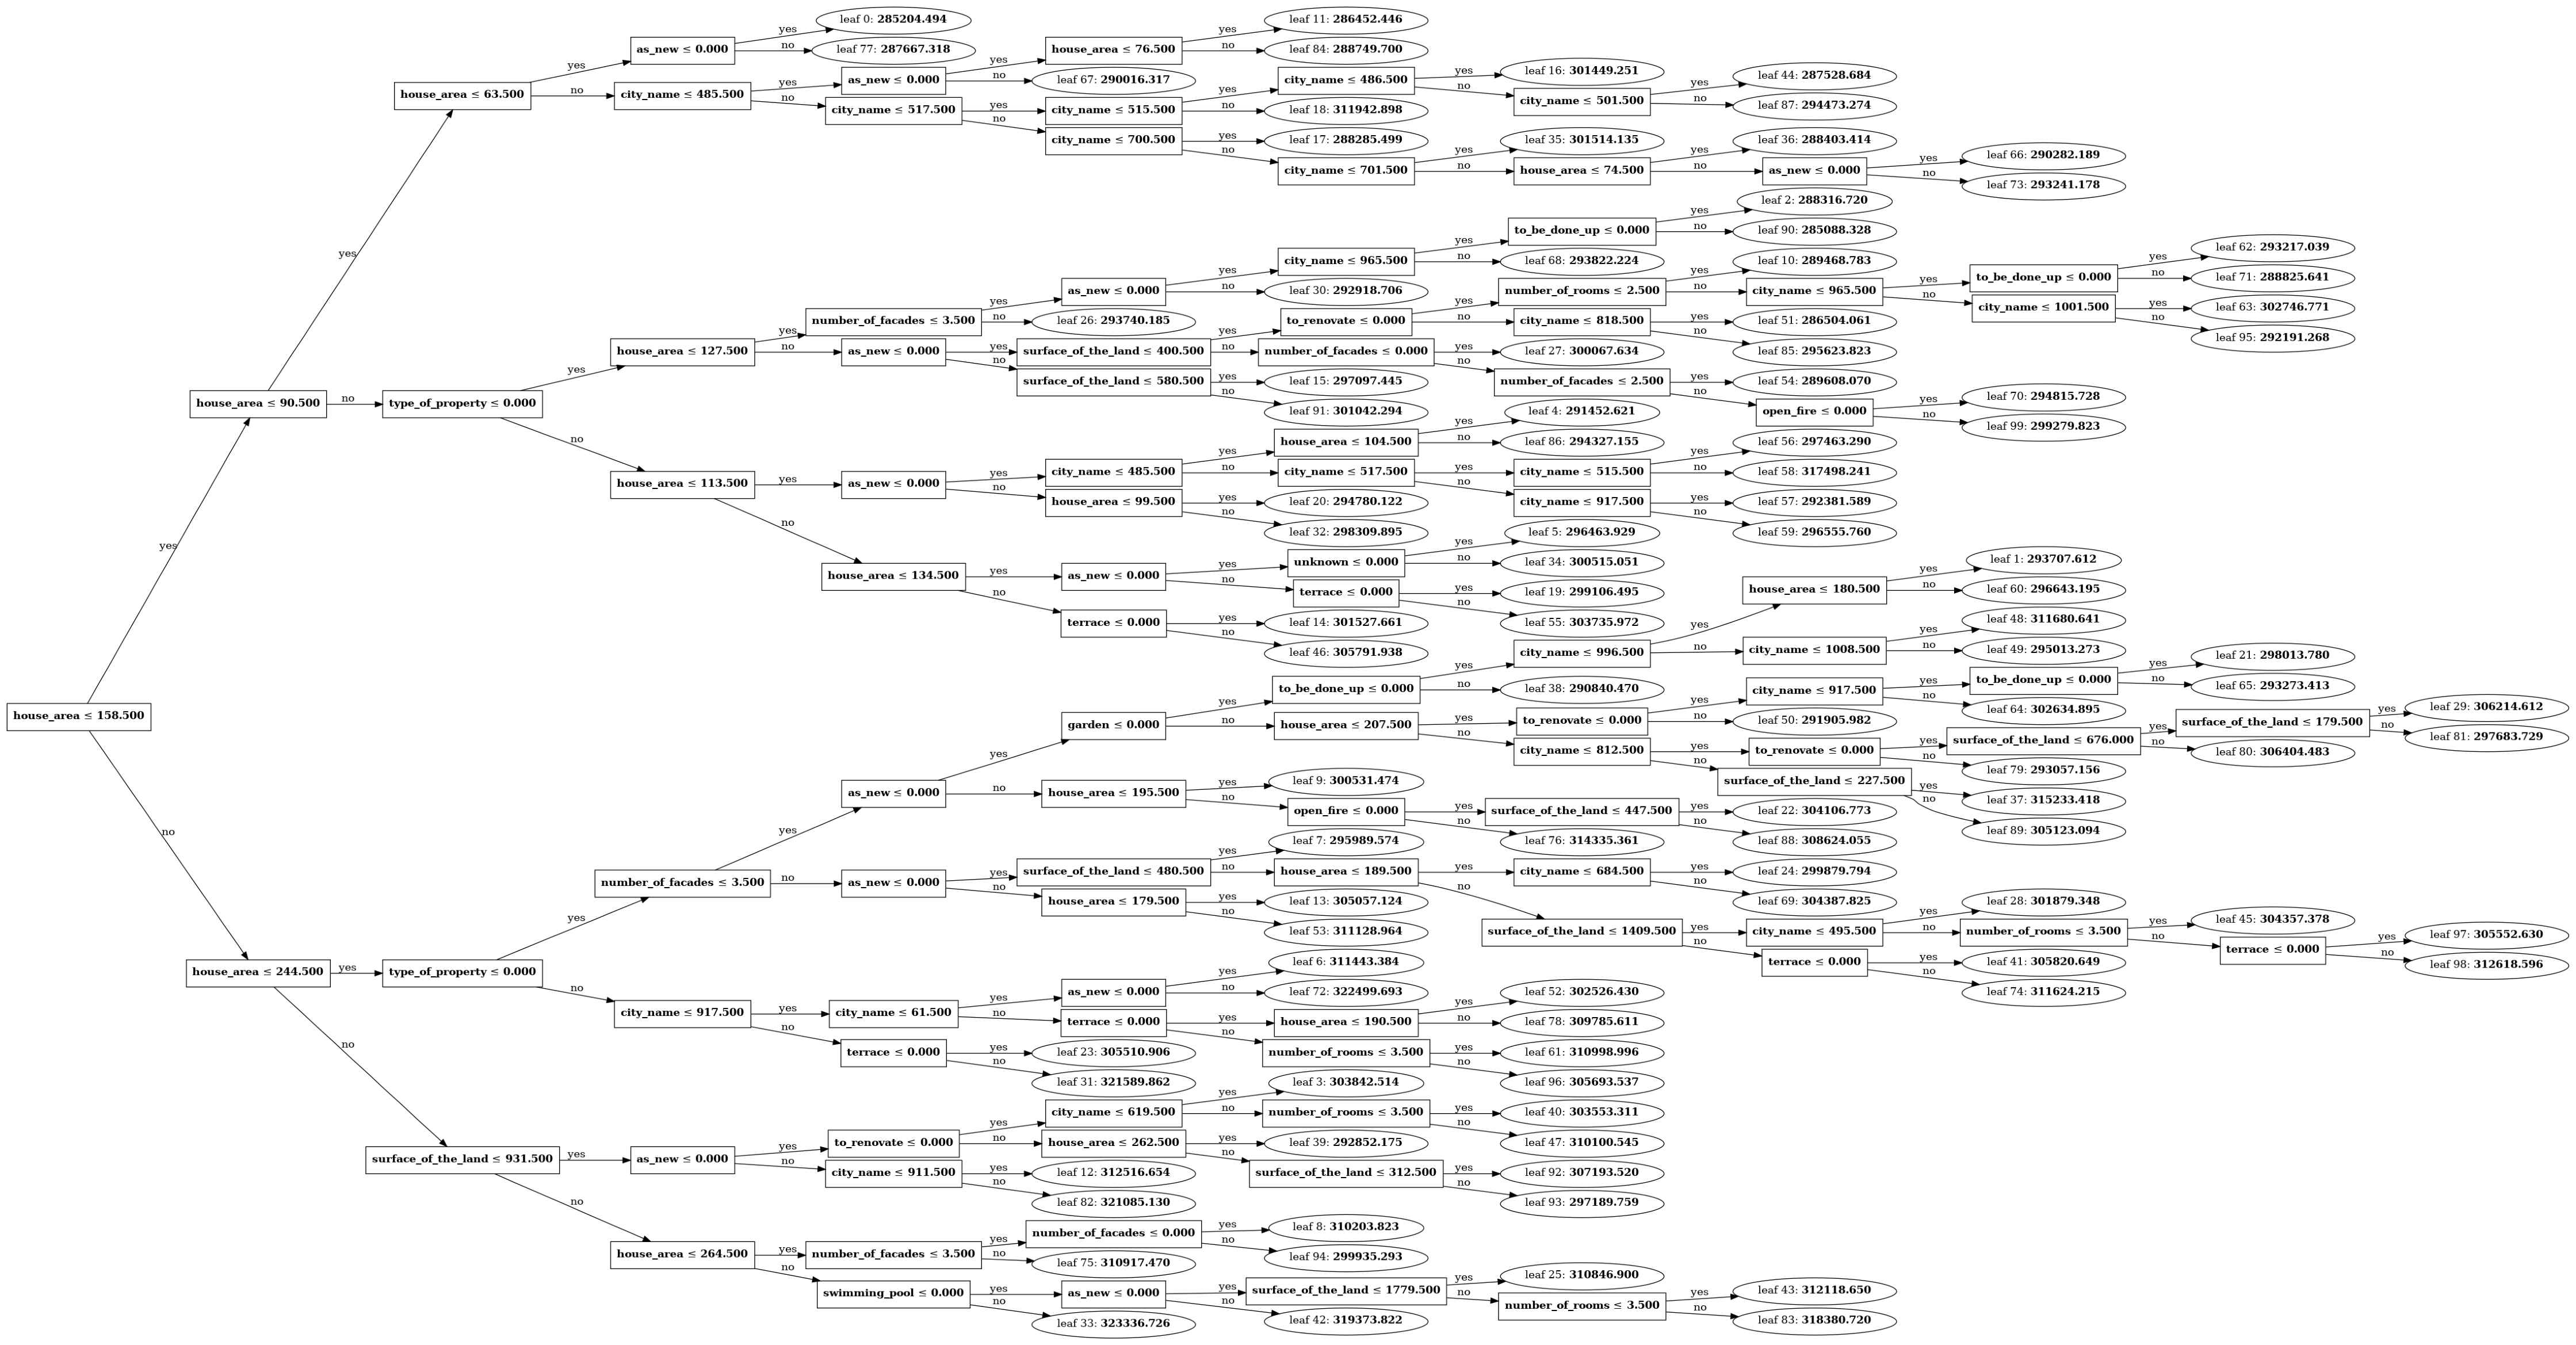 house_area ≤ 158.500
yes
no
house_area ≤ 90.500
yes
no
house_area ≤ 63.500
yes
no
as_new ≤ 0.000
yes
no
leaf 0: 285204.494
leaf 77: 287667.318
city_name ≤ 485.500
yes
no
as_new ≤ 0.000
yes
no
house_area ≤ 76.500
yes
no
leaf 11: 286452.446
leaf 84: 288749.700
leaf 67: 290016.317
city_name ≤ 517.500
yes
no
city_name ≤ 515.500
yes
no
city_name ≤ 486.500
yes
no
leaf 16: 301449.251
city_name ≤ 501.500
yes
no
leaf 44: 287528.684
leaf 87: 294473.274
leaf 18: 311942.898
city_name ≤ 700.500
yes
no
leaf 17: 288285.499
city_name ≤ 701.500
yes
no
leaf 35: 301514.135
house_area ≤ 74.500
yes
no
leaf 36: 288403.414
as_new ≤ 0.000
yes
no
leaf 66: 290282.189
leaf 73: 293241.178
type_of_property ≤ 0.000
yes
no
house_area ≤ 127.500
yes
no
number_of_facades ≤ 3.500
yes
no
as_new ≤ 0.000
yes
no
city_name ≤ 965.500
yes
no
to_be_done_up ≤ 0.000
yes
no
leaf 2: 288316.720
leaf 90: 285088.328
leaf 68: 293822.224
leaf 30: 292918.706
leaf 26: 293740.185
as_new ≤ 0.000
yes
no
surface_of_the_land ≤ 400.500
yes
no
to_renovate ≤ 0.000
yes
no
number_of_rooms ≤ 2.500
yes
no
leaf 10: 289468.783
city_name ≤ 965.500
yes
no
to_be_done_up ≤ 0.000
yes
no
leaf 62: 293217.039
leaf 71: 288825.641
city_name ≤ 1001.500
yes
no
leaf 63: 302746.771
leaf 95: 292191.268
city_name ≤ 818.500
yes
no
leaf 51: 286504.061
leaf 85: 295623.823
number_of_facades ≤ 0.000
yes
no
leaf 27: 300067.634
number_of_facades ≤ 2.500
yes
no
leaf 54: 289608.070
open_fire ≤ 0.000
yes
no
leaf 70: 294815.728
leaf 99: 299279.823
surface_of_the_land ≤ 580.500
yes
no
leaf 15: 297097.445
leaf 91: 301042.294
house_area ≤ 113.500
yes
no
as_new ≤ 0.000
yes
no
city_name ≤ 485.500
yes
no
house_area ≤ 104.500
yes
no
leaf 4: 291452.621
leaf 86: 294327.155
city_name ≤ 517.500
yes
no
city_name ≤ 515.500
yes
no
leaf 56: 297463.290
leaf 58: 317498.241
city_name ≤ 917.500
yes
no
leaf 57: 292381.589
leaf 59: 296555.760
house_area ≤ 99.500
yes
no
leaf 20: 294780.122
leaf 32: 298309.895
house_area ≤ 134.500
yes
no
as_new ≤ 0.000
yes
no
unknown ≤ 0.000
yes
no
leaf 5: 296463.929
leaf 34: 300515.051
terrace ≤ 0.000
yes
no
leaf 19: 299106.495
leaf 55: 303735.972
terrace ≤ 0.000
yes
no
leaf 14: 301527.661
leaf 46: 305791.938
house_area ≤ 244.500
yes
no
type_of_property ≤ 0.000
yes
no
number_of_facades ≤ 3.500
yes
no
as_new ≤ 0.000
yes
no
garden ≤ 0.000
yes
no
to_be_done_up ≤ 0.000
yes
no
city_name ≤ 996.500
yes
no
house_area ≤ 180.500
yes
no
leaf 1: 293707.612
leaf 60: 296643.195
city_name ≤ 1008.500
yes
no
leaf 48: 311680.641
leaf 49: 295013.273
leaf 38: 290840.470
house_area ≤ 207.500
yes
no
to_renovate ≤ 0.000
yes
no
city_name ≤ 917.500
yes
no
to_be_done_up ≤ 0.000
yes
no
leaf 21: 298013.780
leaf 65: 293273.413
leaf 64: 302634.895
leaf 50: 291905.982
city_name ≤ 812.500
yes
no
to_renovate ≤ 0.000
yes
no
surface_of_the_land ≤ 676.000
yes
no
surface_of_the_land ≤ 179.500
yes
no
leaf 29: 306214.612
leaf 81: 297683.729
leaf 80: 306404.483
leaf 79: 293057.156
surface_of_the_land ≤ 227.500
yes
no
leaf 37: 315233.418
leaf 89: 305123.094
house_area ≤ 195.500
yes
no
leaf 9: 300531.474
open_fire ≤ 0.000
yes
no
surface_of_the_land ≤ 447.500
yes
no
leaf 22: 304106.773
leaf 88: 308624.055
leaf 76: 314335.361
as_new ≤ 0.000
yes
no
surface_of_the_land ≤ 480.500
yes
no
leaf 7: 295989.574
house_area ≤ 189.500
yes
no
city_name ≤ 684.500
yes
no
leaf 24: 299879.794
leaf 69: 304387.825
surface_of_the_land ≤ 1409.500
yes
no
city_name ≤ 495.500
yes
no
leaf 28: 301879.348
number_of_rooms ≤ 3.500
yes
no
leaf 45: 304357.378
terrace ≤ 0.000
yes
no
leaf 97: 305552.630
leaf 98: 312618.596
terrace ≤ 0.000
yes
no
leaf 41: 305820.649
leaf 74: 311624.215
house_area ≤ 179.500
yes
no
leaf 13: 305057.124
leaf 53: 311128.964
city_name ≤ 917.500
yes
no
city_name ≤ 61.500
yes
no
as_new ≤ 0.000
yes
no
leaf 6: 311443.384
leaf 72: 322499.693
terrace ≤ 0.000
yes
no
house_area ≤ 190.500
yes
no
leaf 52: 302526.430
leaf 78: 309785.611
number_of_rooms ≤ 3.500
yes
no
leaf 61: 310998.996
leaf 96: 305693.537
terrace ≤ 0.000
yes
no
leaf 23: 305510.906
leaf 31: 321589.862
surface_of_the_land ≤ 931.500
yes
no
as_new ≤ 0.000
yes
no
to_renovate ≤ 0.000
yes
no
city_name ≤ 619.500
yes
no
leaf 3: 303842.514
number_of_rooms ≤ 3.500
yes
no
leaf 40: 303553.311
leaf 47: 310100.545
house_area ≤ 262.500
yes
no
leaf 39: 292852.175
surface_of_the_land ≤ 312.500
yes
no
leaf 92: 307193.520
leaf 93: 297189.759
city_name ≤ 911.500
yes
no
leaf 12: 312516.654
leaf 82: 321085.130
house_area ≤ 264.500
yes
no
number_of_facades ≤ 3.500
yes
no
number_of_facades ≤ 0.000
yes
no
leaf 8: 310203.823
leaf 94: 299935.293
leaf 75: 310917.470
swimming_pool ≤ 0.000
yes
no
as_new ≤ 0.000
yes
no
surface_of_the_land ≤ 1779.500
yes
no
leaf 25: 310846.900
number_of_rooms ≤ 3.500
yes
no
leaf 43: 312118.650
leaf 83: 318380.720
leaf 42: 319373.822
leaf 33: 323336.726